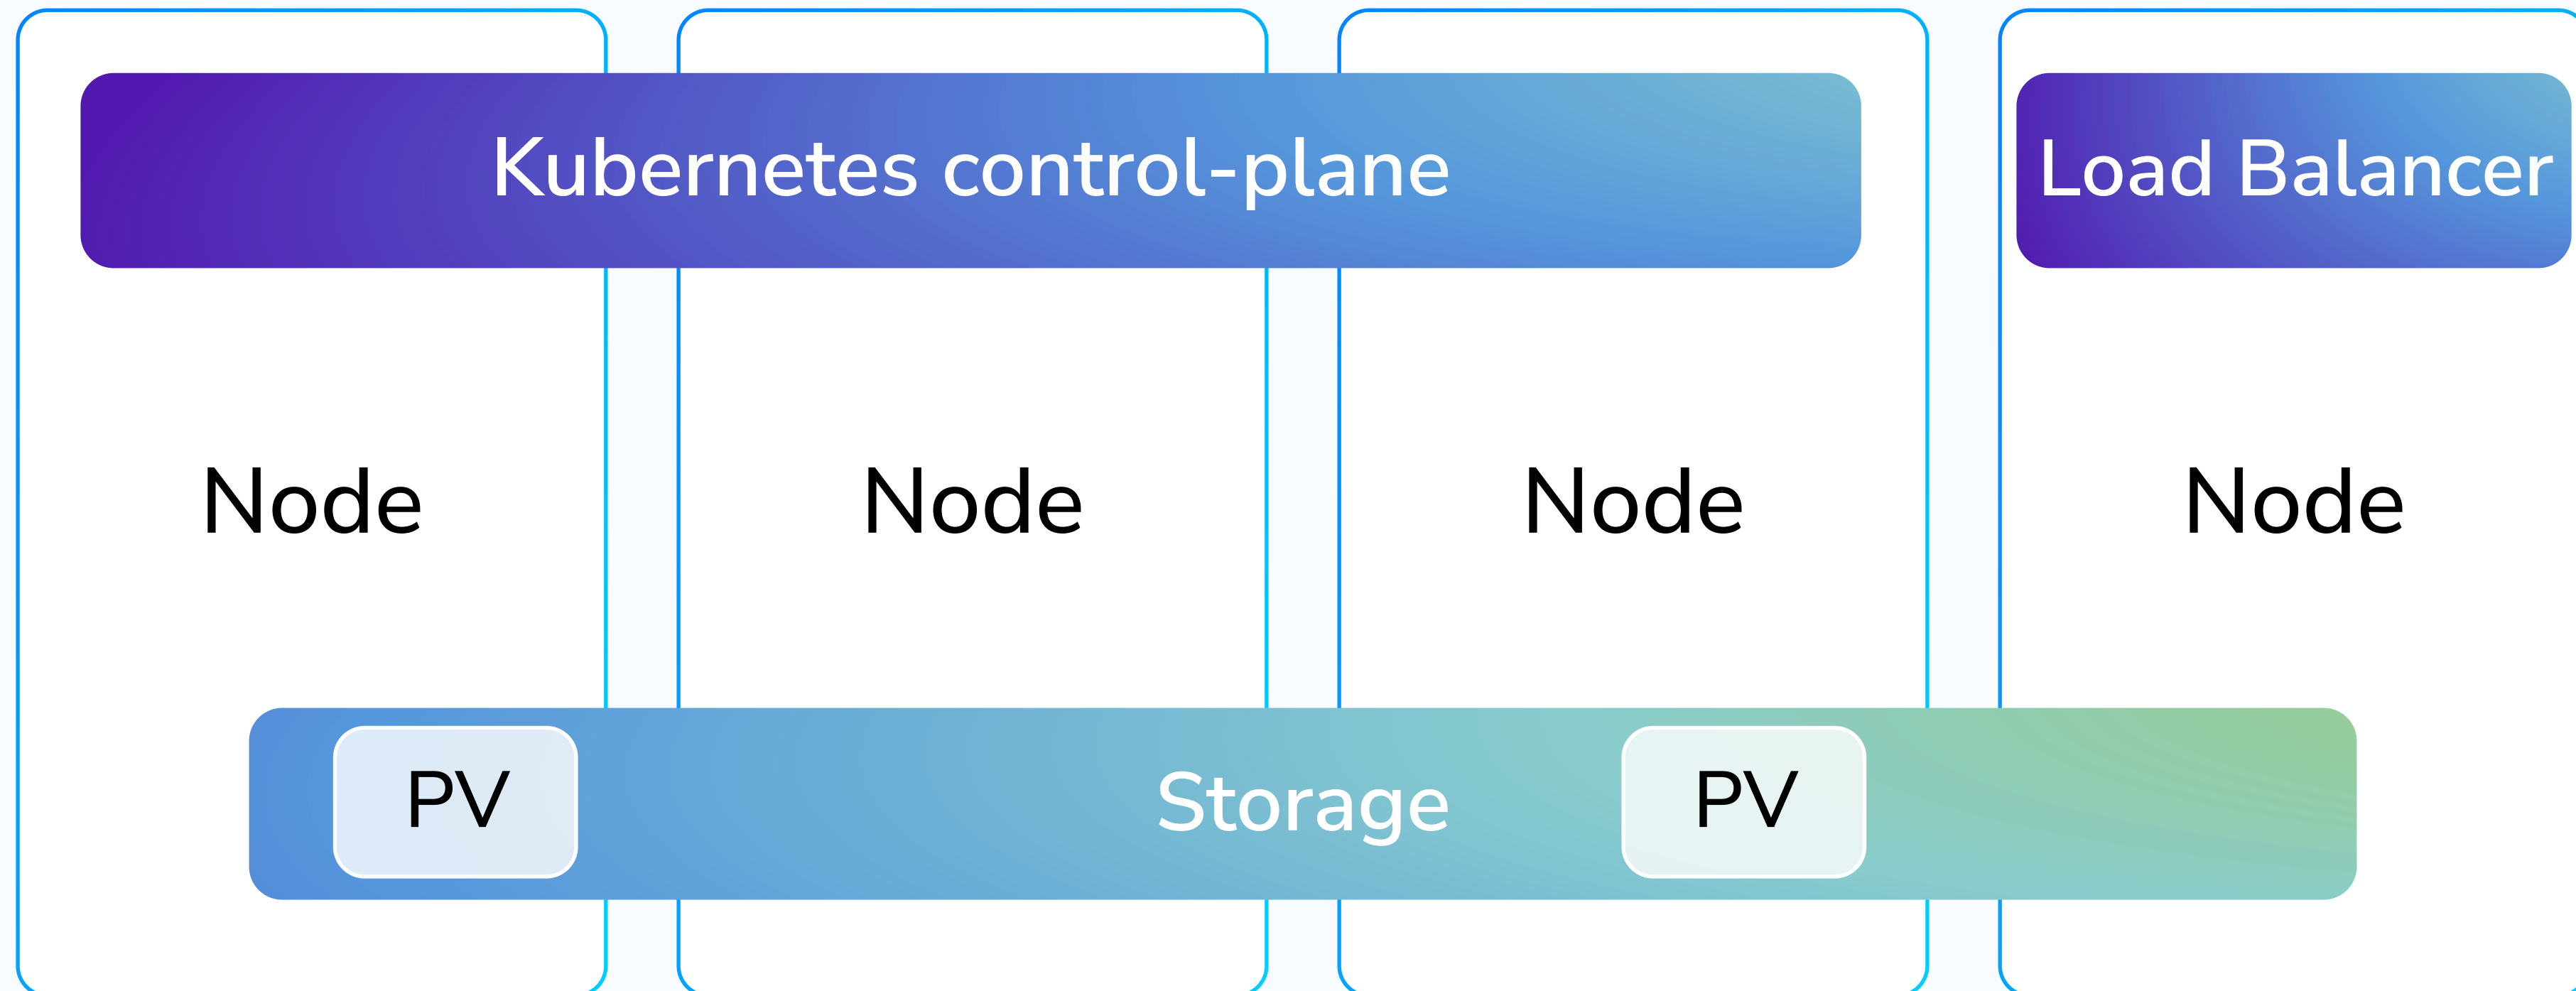 Kubernetes control-plane
Load Balancer
Node
Node
Node
Node
PV
Storage
PV